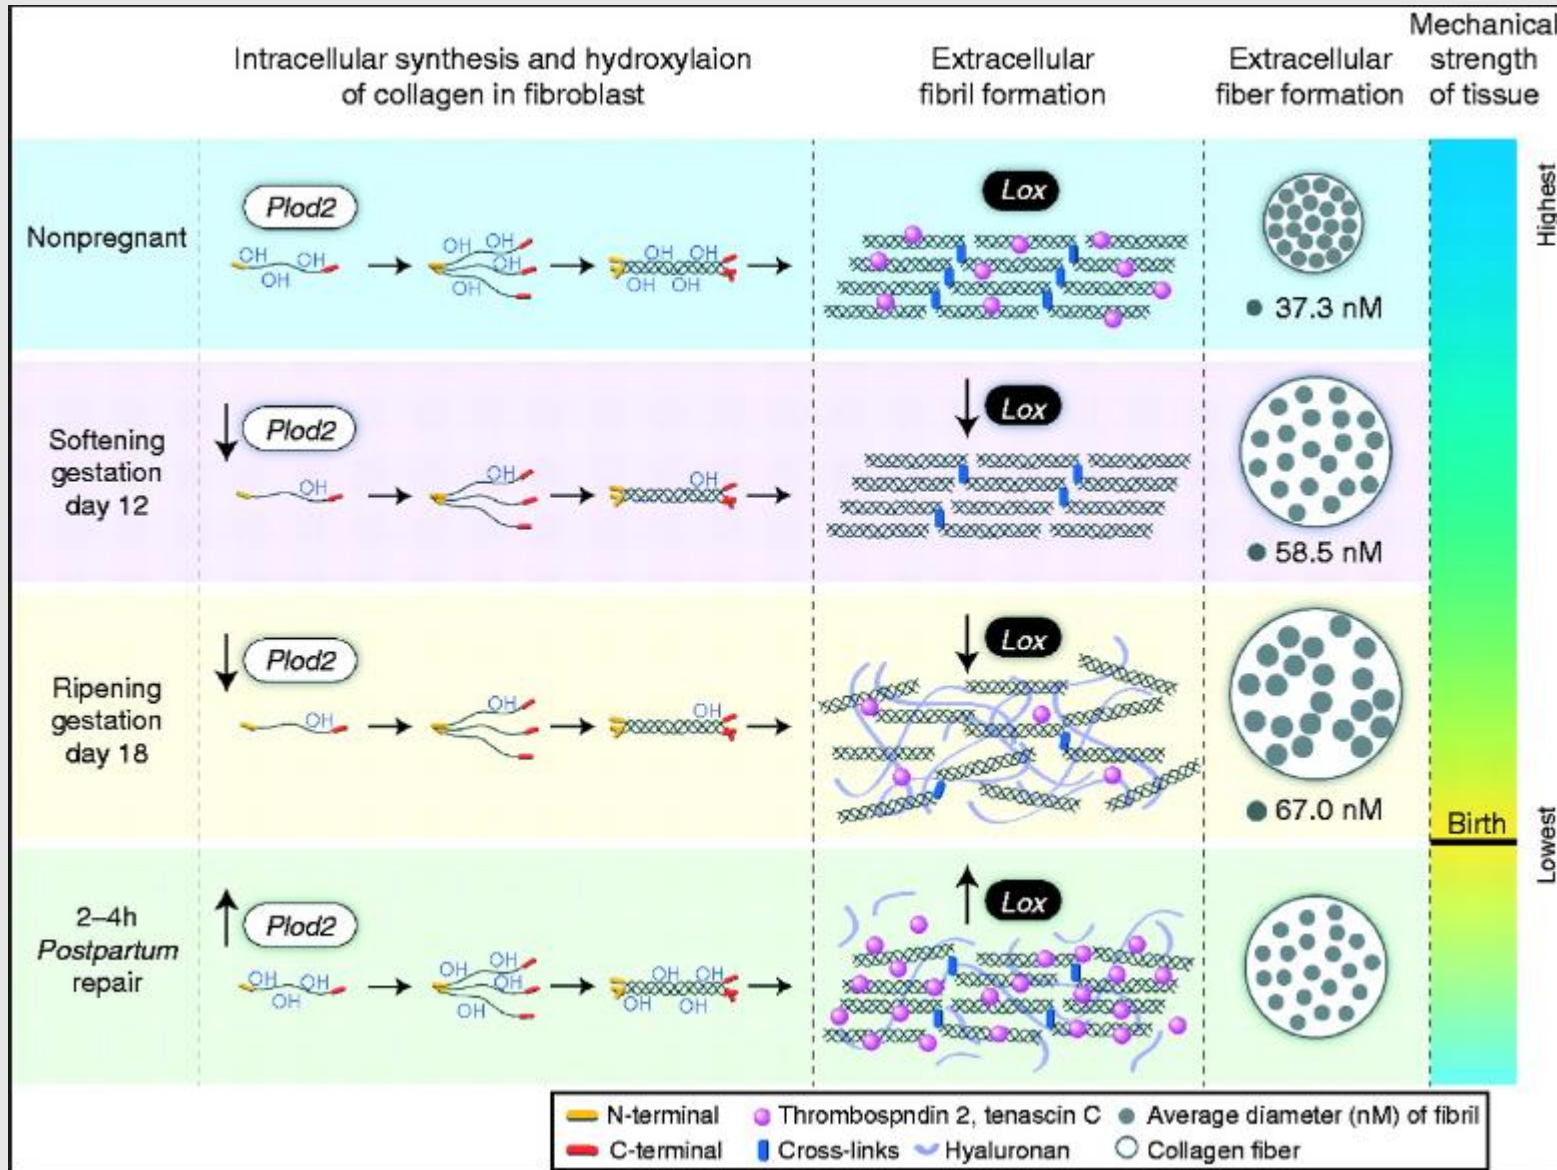 Intracellular synthesis and hydroxylaion
of collagen in fibroblast
Extracellular
fibril formation
Extracellular
fiber formation
Mechanical
strength
of tissue
Nonpregnant
Plod2
OH OH
OH
OH OH
OH
OH
OH OH
OH OH
Lox
37.3 nM
Highest
Softening
gestation
day 12
Plod2
OH
OH
OH
Lox
58.5 nM
Ripening
gestation
day 18
Plod2
OH
OH
OH
Lox
67.0 nM
Birth
Lowest
2–4h
Postpartum
repair
Plod2
OH OH
OH
OH OH
OH
OH
OH OH
OH OH
Lox
N-terminal
C-terminal
Thrombospndin 2, tenascin C
Cross-links
Hyaluronan
Average diameter (nM) of fibril
Collagen fiber